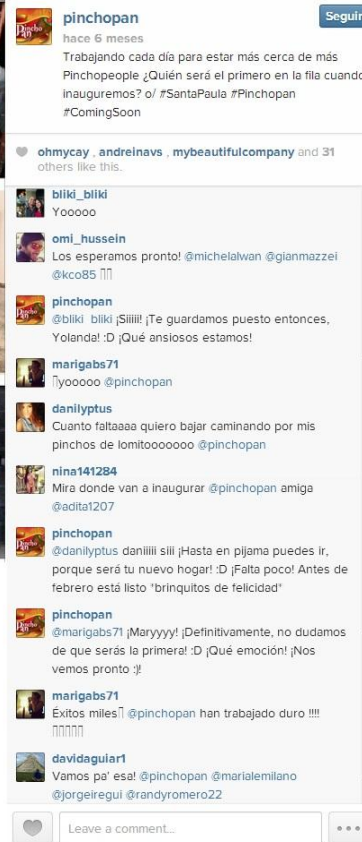 pinchopan
Seguir
hace 6 meses
Trabajando cada día para estar más cerca de más
Pinchopeople ¿Quién será el primero en la fila cuando
inauguremos? o/ #SantaPaula #Pinchopan
#ComingSoon
ohmycay , andreinavs , mybeautifulcompany and 31
others like this.
bliki_bliki
Yooooo
omi_hussein
Los esperamos pronto! @michelalwan @gianmazzei
@kco85
pinchopan
@bliki_bliki ¡Siiiii! ¡Te guardamos puesto entonces,
Yolanda! :D ¡Qué ansiosos estamos!
marigabs71
yooooo @pinchopan
danilyptus
Cuanto faltaaaa quiero bajar caminando por mis
pinchos de lomitooooooo @pinchopan
nina141284
Mira donde van a inaugurar @pinchopan amiga
@adita1207
pinchopan
@danilyptus daniiiii siii ¡Hasta en pijama puedes ir,
porque será tu nuevo hogar! :D ¡Falta poco! Antes de
febrero está listo *brinquitos de felicidad*
pinchopan
@marigabs71 ¡Maryyyy! ¡Definitivamente, no dudamos
de que serás la primera! :D ¡Qué emoción! ¡Nos
vemos pronto :)!
marigabs71
Éxitos miles @pinchopan han trabajado duro !!!!
davidaguiar1
Vamos pa' esa! @pinchopan @marialemilano
@jorgeiregui @randyromero22
Leave a comment...